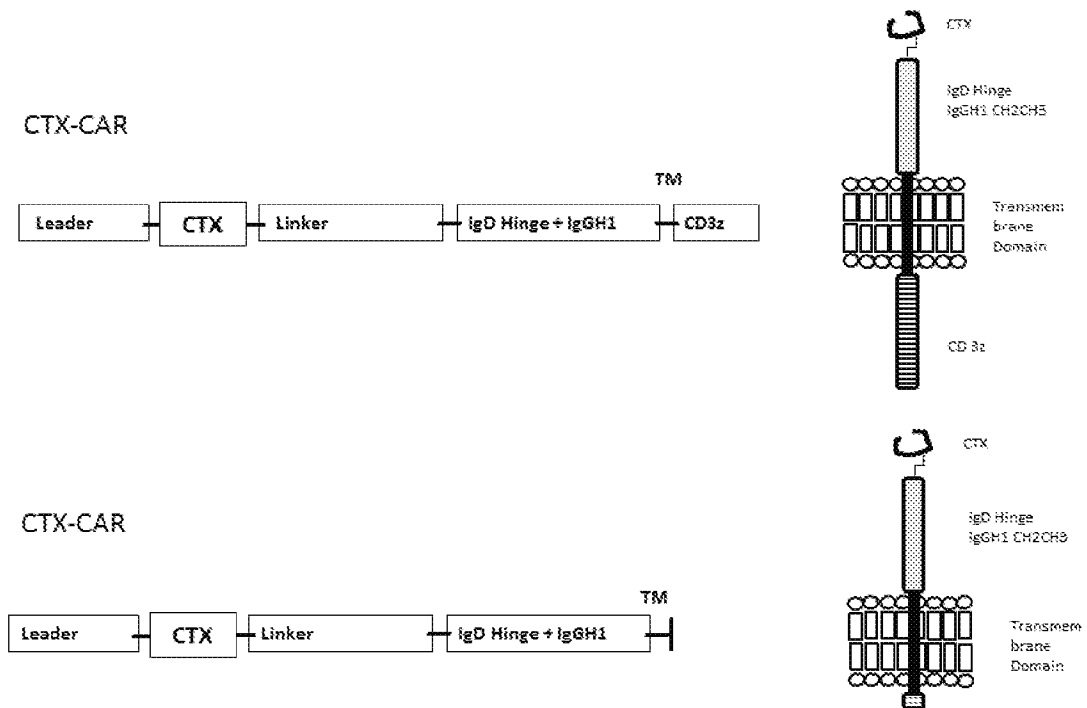 CTX
IgD Hinge
IgGH1 CH2CH3
CTX-CAR
TM
Leader
CTX
Linker
IgD Hinge + IgGH1
CD3z
Transmem
brane
Domain
CD 3z
CTX
CTX-CAR
IgD Hinge
IgGH1 CH2CH3
TM
Leader
CTX
Linker
IgD Hinge + IgGH1
Transmem
brane
Domain